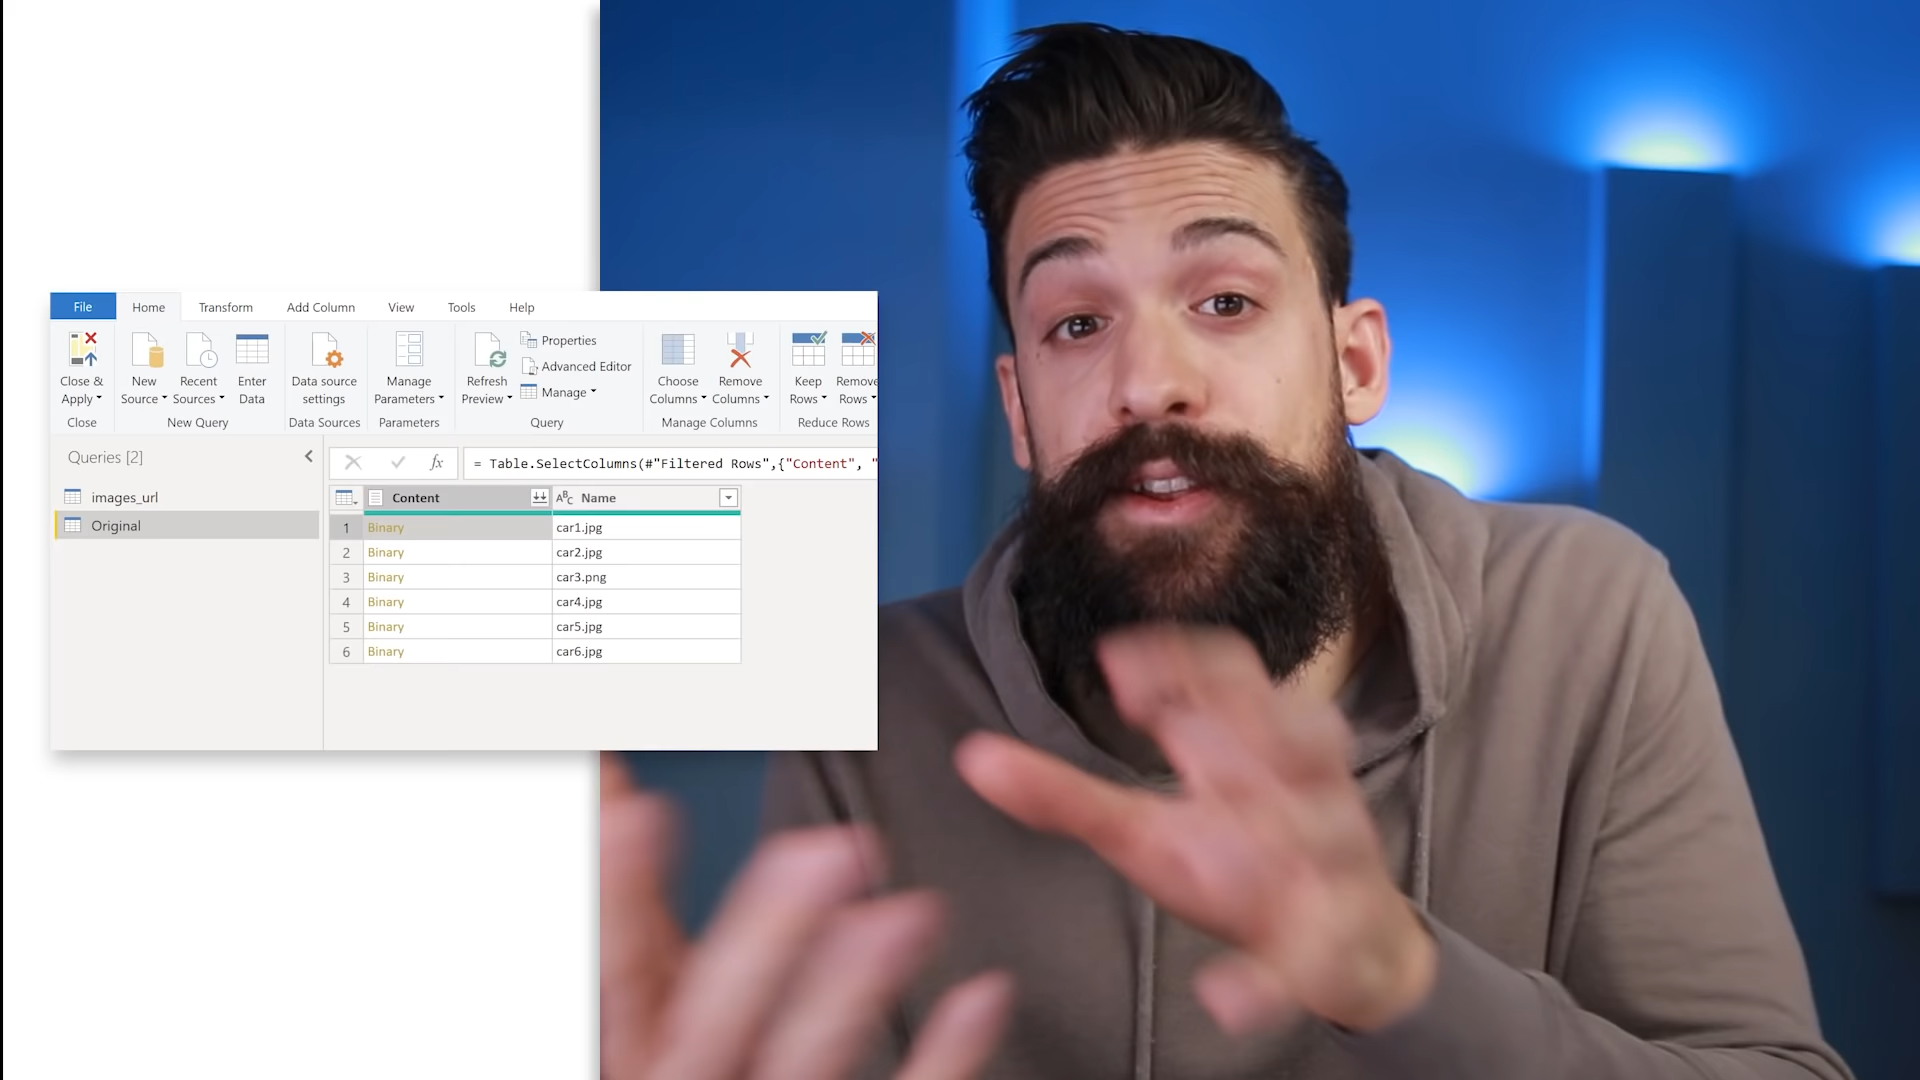 File Home Transform Add Column View Tools Help
Close & Apply
New Source
Recent Sources
Enter Data
Data source settings
Manage Parameters
Refresh Preview
Properties
Advanced Editor
Manage
Choose Columns
Remove Columns
Keep Rows
Remove Rows
Close New Query Data Sources Parameters Query Manage Columns Reduce Rows
Queries [2]
images_url
Original
fx = Table.SelectColumns(#"Filtered Rows",{"Content", "
Content ABC Name
1 Binary car1.jpg
2 Binary car2.jpg
3 Binary car3.png
4 Binary car4.jpg
5 Binary car5.jpg
6 Binary car6.jpg